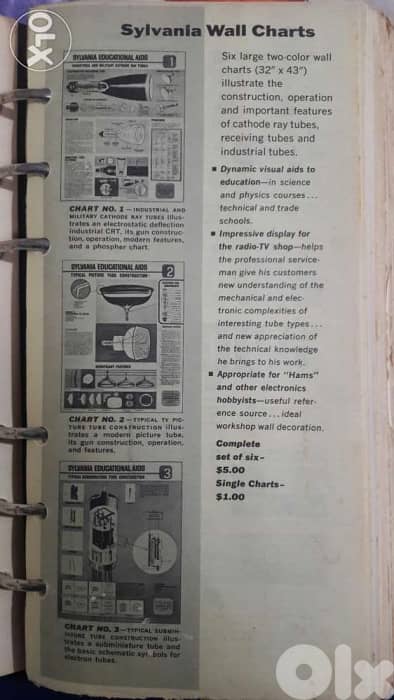 OLX
Sylvania Wall Charts
SYLVANIA EDUCATIONAL AIDS
INDUSTRIAL AND MILITARY CATHODE RAY TUBES
1
CHART NO. 1—INDUSTRIAL AND
MILITARY CATHODE RAY TUBES illus-
trates an electrostatic deflection
industrial CRT, its gun construc-
tion, operation, modern features,
and a phosphor chart.
SYLVANIA EDUCATIONAL AIDS
TYPICAL PICTURE TUBE CONSTRUCTION
2
CHART NO. 2—TYPICAL TV PIC-
TURE TUBE CONSTRUCTION illus-
trates a modern picture tube,
its gun construction, operation,
and features.
SYLVANIA EDUCATIONAL AIDS
TYPICAL SUBMINIATURE TUBE CONSTRUCTION
3
CHART NO. 3—TYPICAL SUBMIN-
IATURE TUBE CONSTRUCTION illus-
trates a subminiature tube and
the basic schematic symbols for
electron tubes.
Six large two-color wall
charts (32" x 43")
illustrate the
construction, operation
and important features
of cathode ray tubes,
receiving tubes and
industrial tubes.
■ Dynamic visual aids to
education—in science
and physics courses...
technical and trade
schools.
■ Impressive display for
the radio-TV shop—helps
the professional service-
man give his customers
new understanding of the
mechanical and elec-
tronic complexities of
interesting tube types...
and new appreciation of
the technical knowledge
he brings to his work.
■ Appropriate for "Hams"
and other electronics
hobbyists—useful refer-
ence source...ideal
workshop wall decoration.
Complete
set of six–
$5.00
Single Charts–
$1.00
Olx